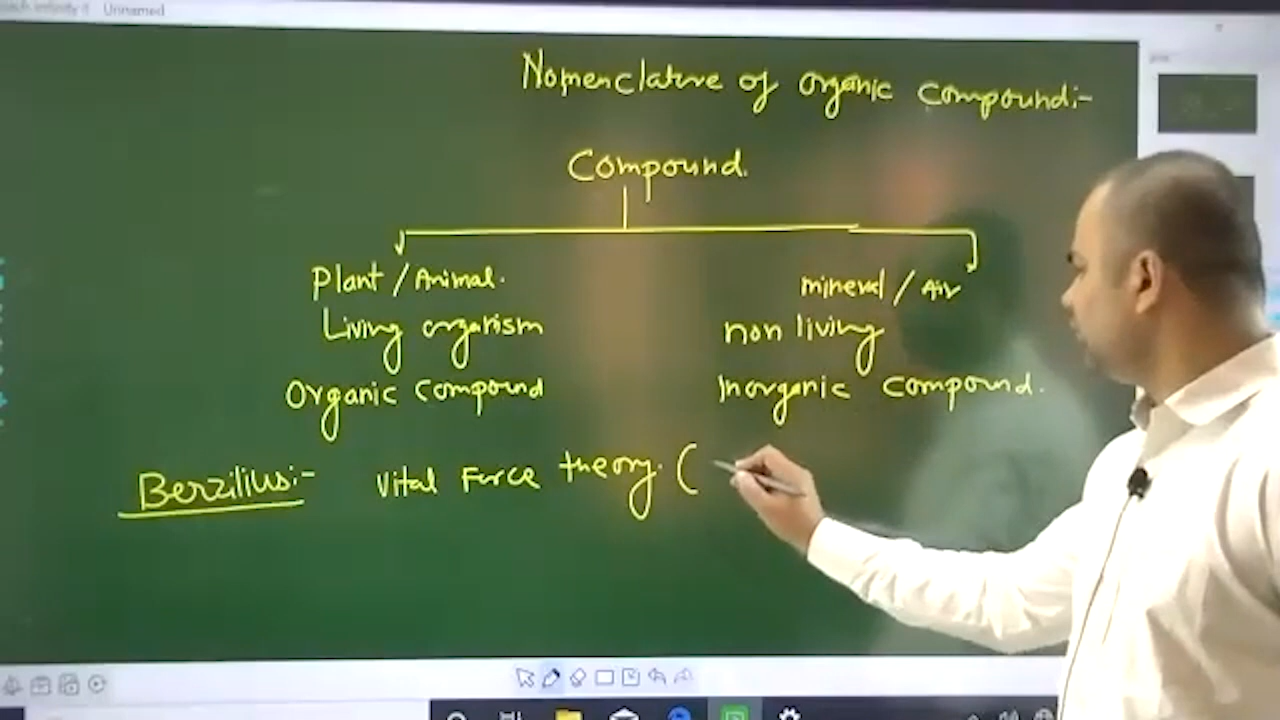 Unnamed
Nomenclature of organic compound:-
Compound.
Plant / Animal.
mineral / Air
Living organism
non living
Organic compound
Inorganic compound.
Berzilius:- Vital Force theory. (